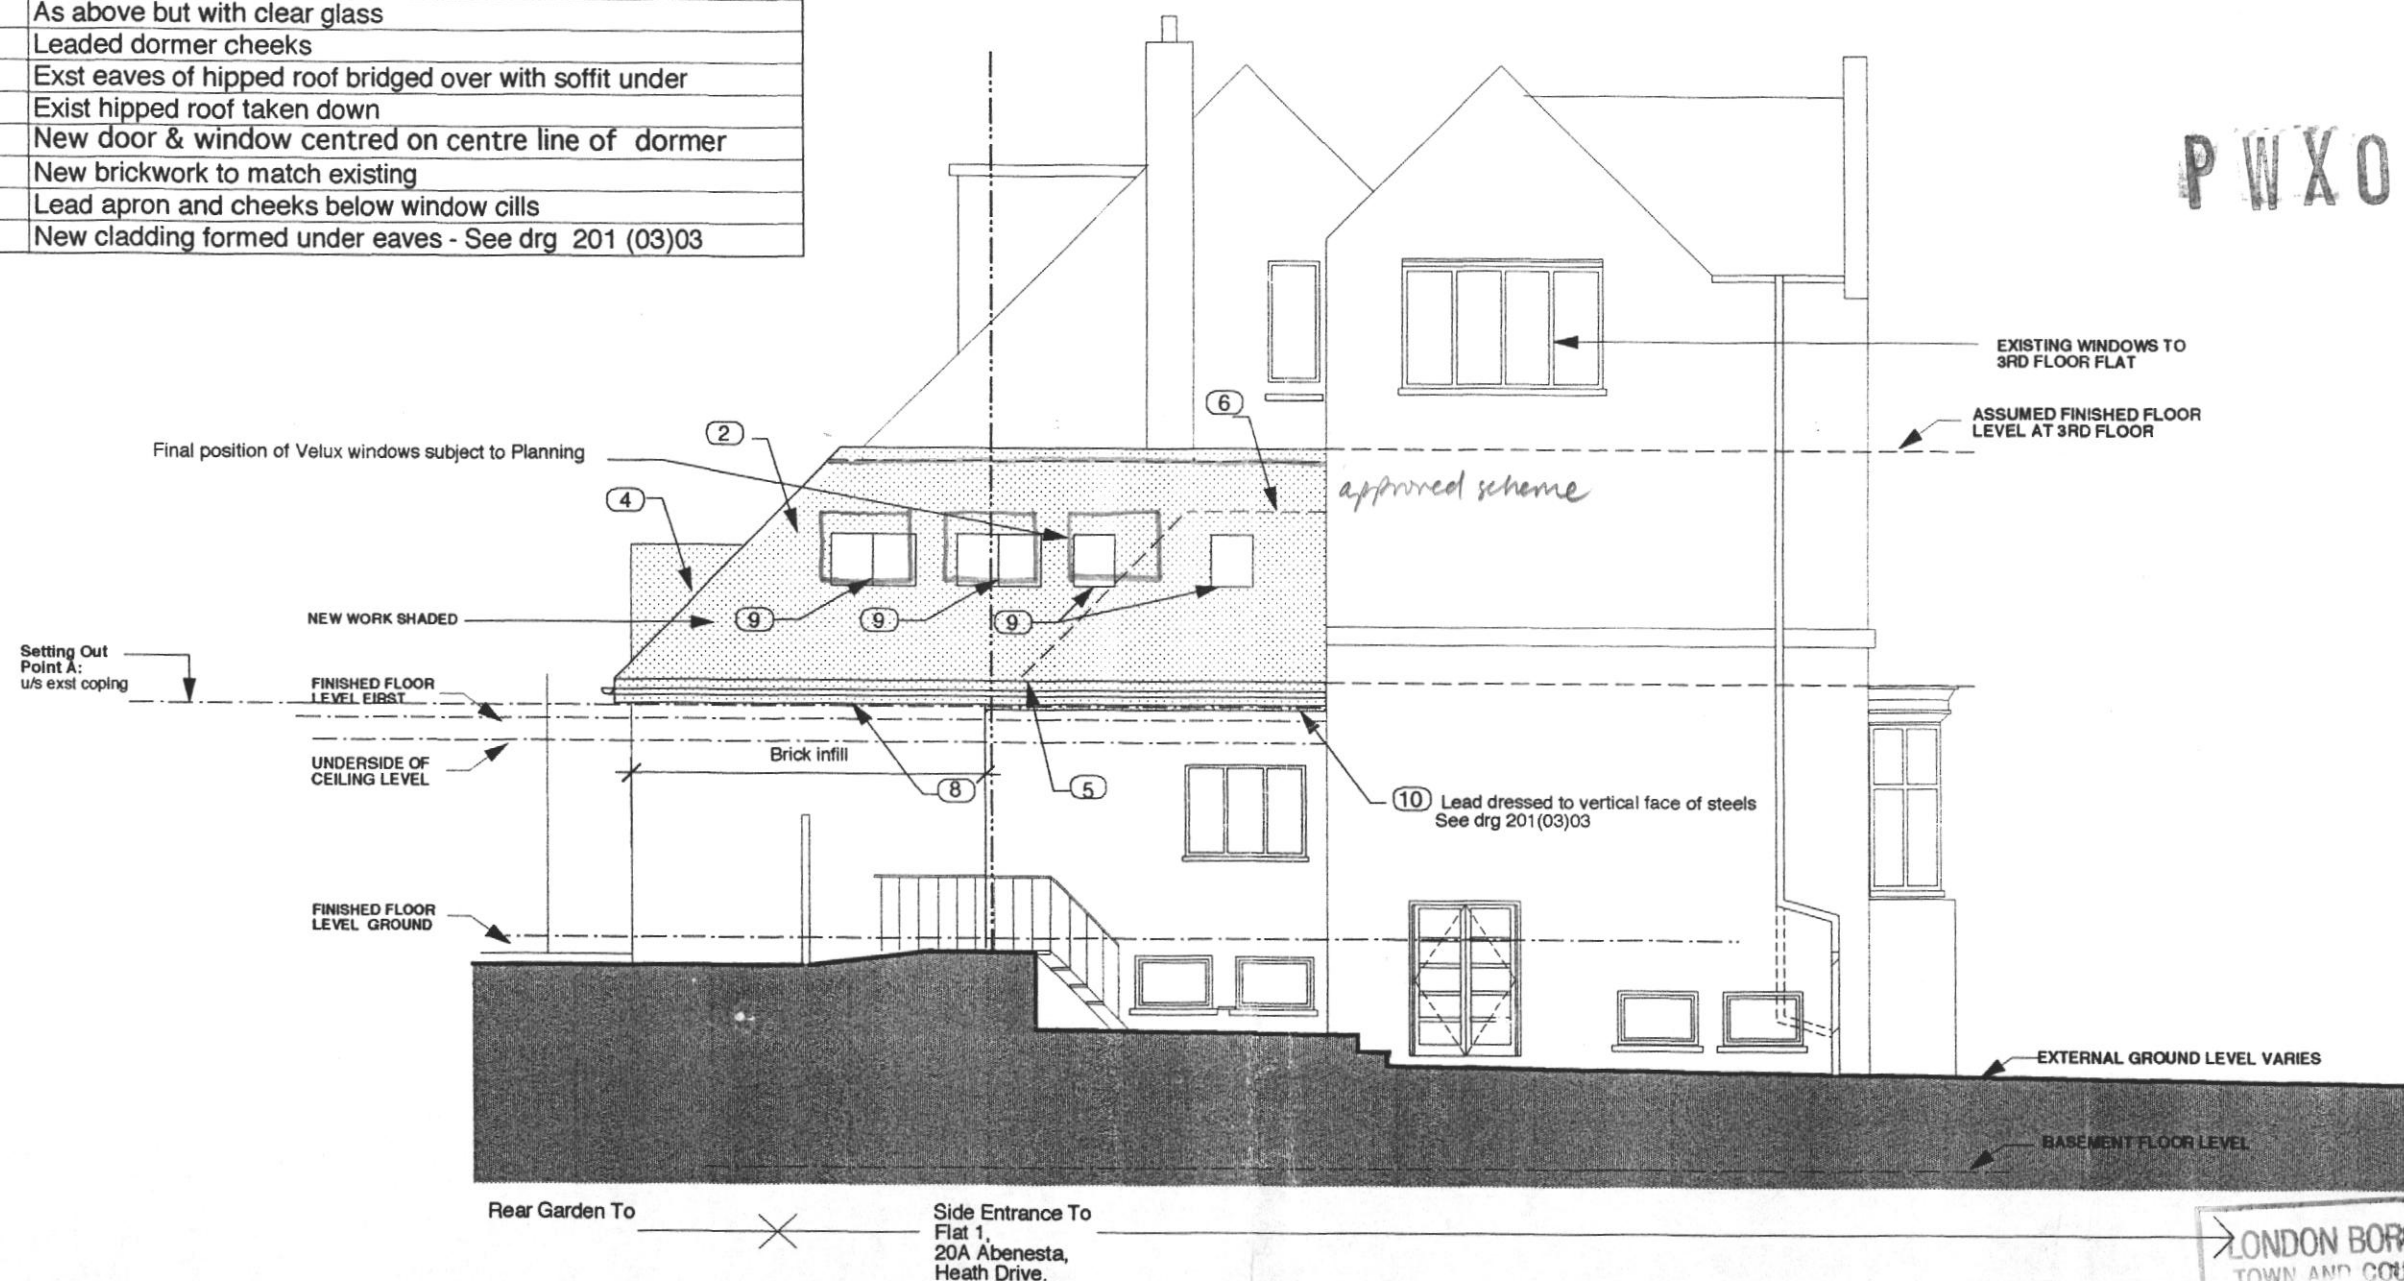 As above but with clear glass
Leaded dormer cheeks
Exst eaves of hipped roof bridged over with soffit under
Exist hipped roof taken down
New door & window centred on centre line of dormer
New brickwork to match existing
Lead apron and cheeks below window cills
New cladding formed under eaves - See drg 201 (03)03
PWX0
EXISTING WINDOWS TO
3RD FLOOR FLAT
ASSUMED FINISHED FLOOR
LEVEL AT 3RD FLOOR
6
2
Final position of Velux windows subject to Planning
4
approved scheme
NEW WORK SHADED
9
9
9
Setting Out
Point A:
u/s exst coping
FINISHED FLOOR
LEVEL FIRST
UNDERSIDE OF
CEILING LEVEL
Brick infill
8
5
10 Lead dressed to vertical face of steels
See drg 201(03)03
FINISHED FLOOR
LEVEL GROUND
EXTERNAL GROUND LEVEL VARIES
BASEMENT FLOOR LEVEL
Rear Garden To
Side Entrance To
Flat 1,
20A Abenesta,
Heath Drive.
LONDON BOR
TOWN AND COU